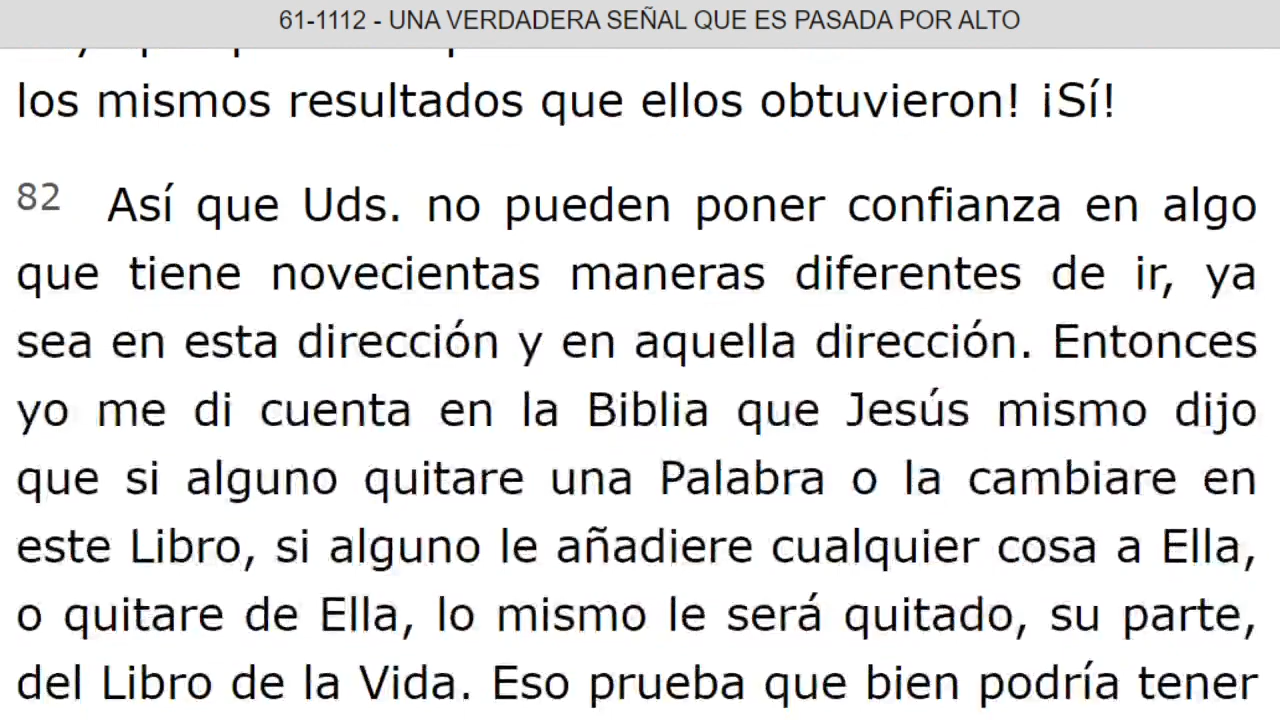 61-1112 - UNA VERDADERA SEÑAL QUE ES PASADA POR ALTO
los mismos resultados que ellos obtuvieron! ¡Sí!
82 Así que Uds. no pueden poner confianza en algo
que tiene novecientas maneras diferentes de ir, ya
sea en esta dirección y en aquella dirección. Entonces
yo me di cuenta en la Biblia que Jesús mismo dijo
que si alguno quitare una Palabra o la cambiare en
este Libro, si alguno le añadiere cualquier cosa a Ella,
o quitare de Ella, lo mismo le será quitado, su parte,
del Libro de la Vida. Eso prueba que bien podría tener